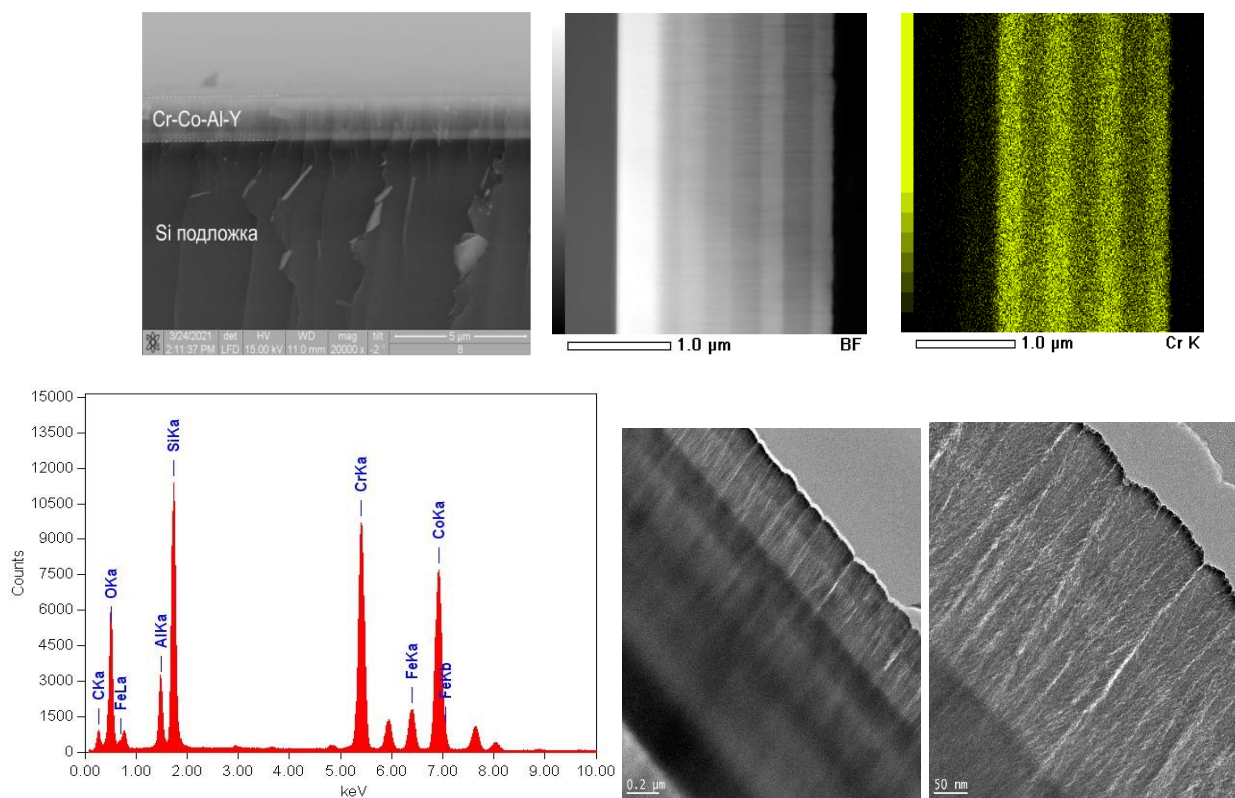 Cr-Co-Al-Y
Si подложка
3/24/2021 det HV WD mag tilt 5 µm
2:11:37 PM LFD 15.00 kV 11.0 mm 20000 x -2 ° 8
1.0 µm BF
1.0 µm Cr K
15000
13500
12000
10500
9000
7500
6000
4500
3000
1500
0
Counts
CKa
OKa
FeLa
AlKa
SiKa
CrKa
FeKa
CoKa
FeKb
0.00 1.00 2.00 3.00 4.00 5.00 6.00 7.00 8.00 9.00 10.00
keV
0.2 µm
50 nm